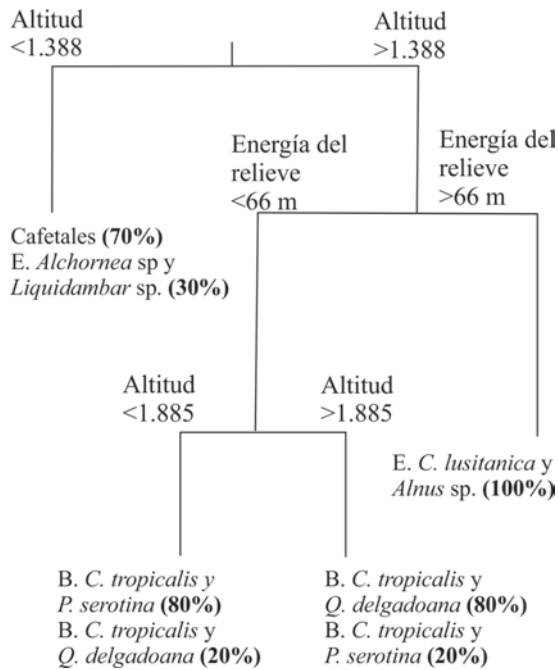 Altitud
<1.388
Altitud
>1.388
Energía del
relieve
<66 m
Energía del
relieve
>66 m
Cafetales (70%)
E. Alchornea sp y
Liquidambar sp. (30%)
Altitud
<1.885
Altitud
>1.885
E. C. lusitanica y
Alnus sp. (100%)
B. C. tropicalis y
P. serotina (80%)
B. C. tropicalis y
Q. delgadoana (20%)
B. C. tropicalis y
Q. delgadoana (80%)
B. C. tropicalis y
P. serotina (20%)